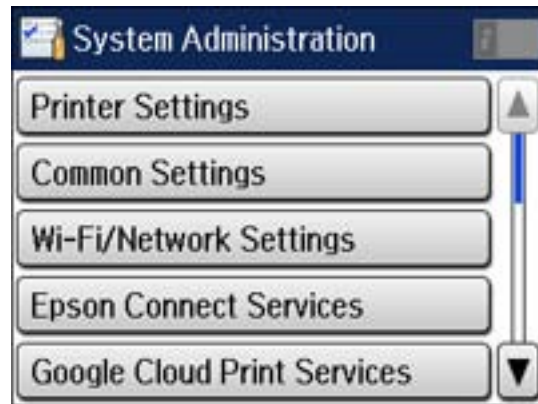 System Administration
Printer Settings
Common Settings
Wi-Fi/Network Settings
Epson Connect Services
Google Cloud Print Services